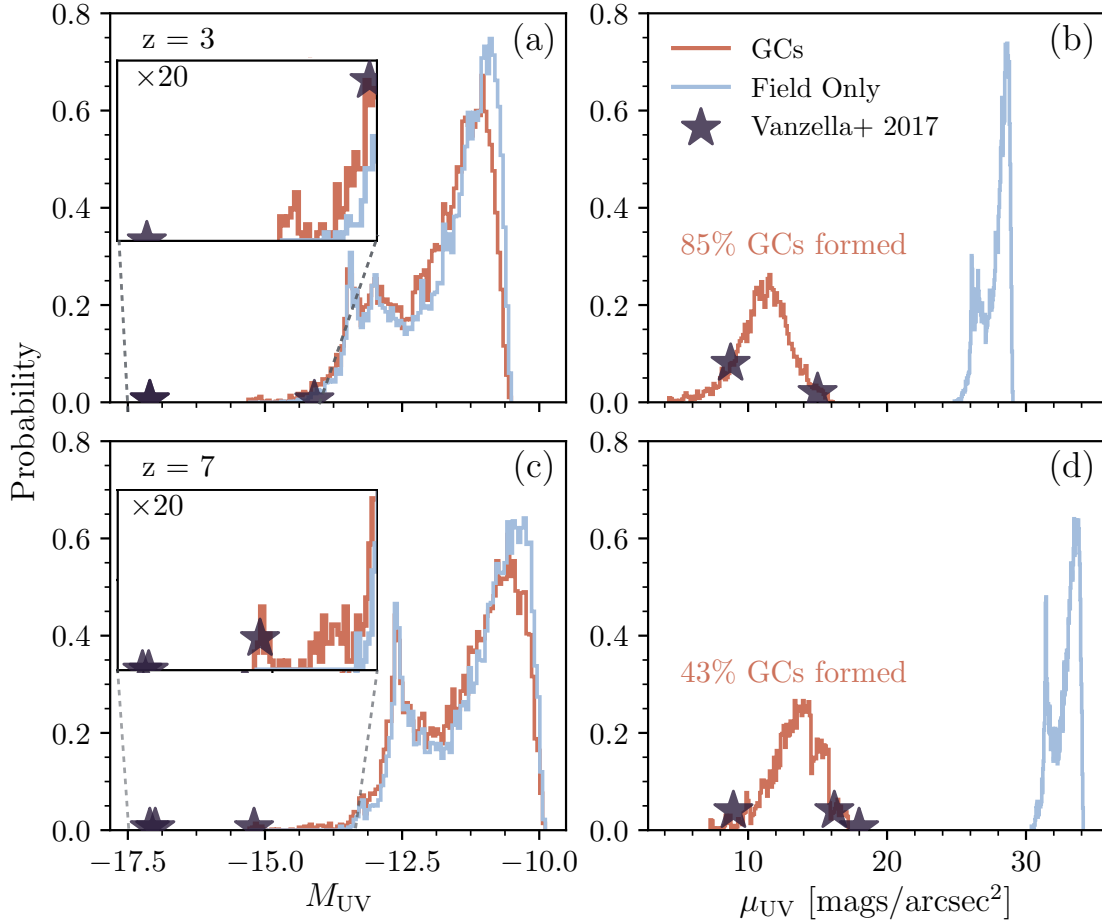 0.8
z = 3
(a)
×20
0.6
0.4
0.2
0.0
0.8
(b)
GCs
Field Only
Vanzella+ 2017
0.6
0.4
85% GCs formed
0.2
0.0
Probability
0.8
z = 7
(c)
×20
0.6
0.4
0.2
0.0
−17.5
−15.0
−12.5
−10.0
M_UV
0.8
(d)
0.6
0.4
43% GCs formed
0.2
0.0
10
20
30
μ_UV [mags/arcsec²]